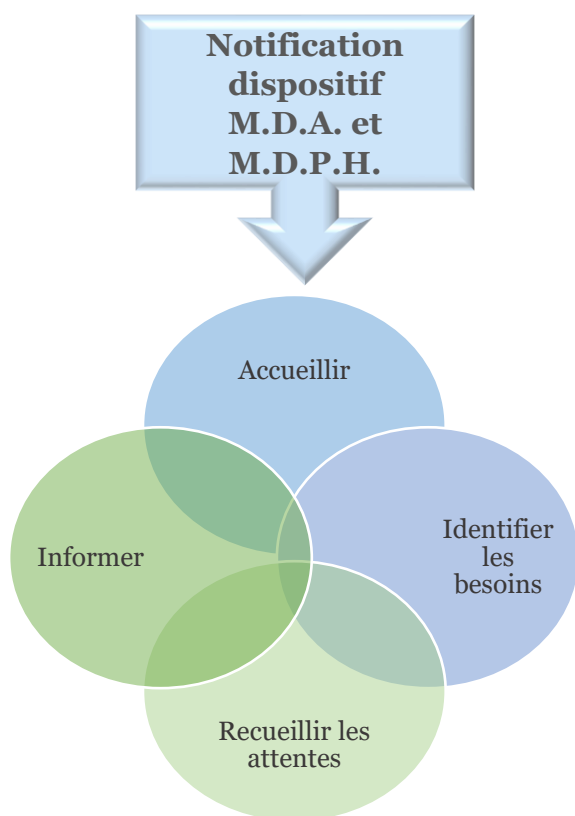 Notification
dispositif
M.D.A. et
M.D.P.H.
Accueillir
Identifier
les
besoins
Informer
Recueillir les
attentes